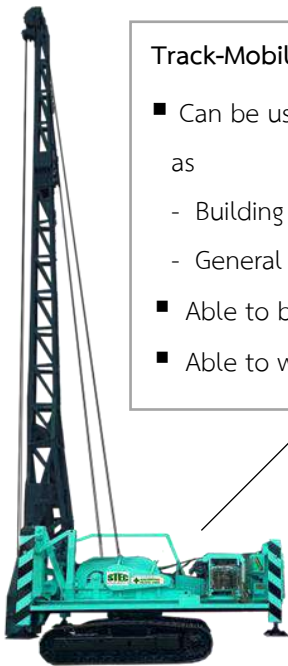 Track-Mobil
▪ Can be us
as
- Building
- General
▪ Able to b
▪ Able to w
STEC